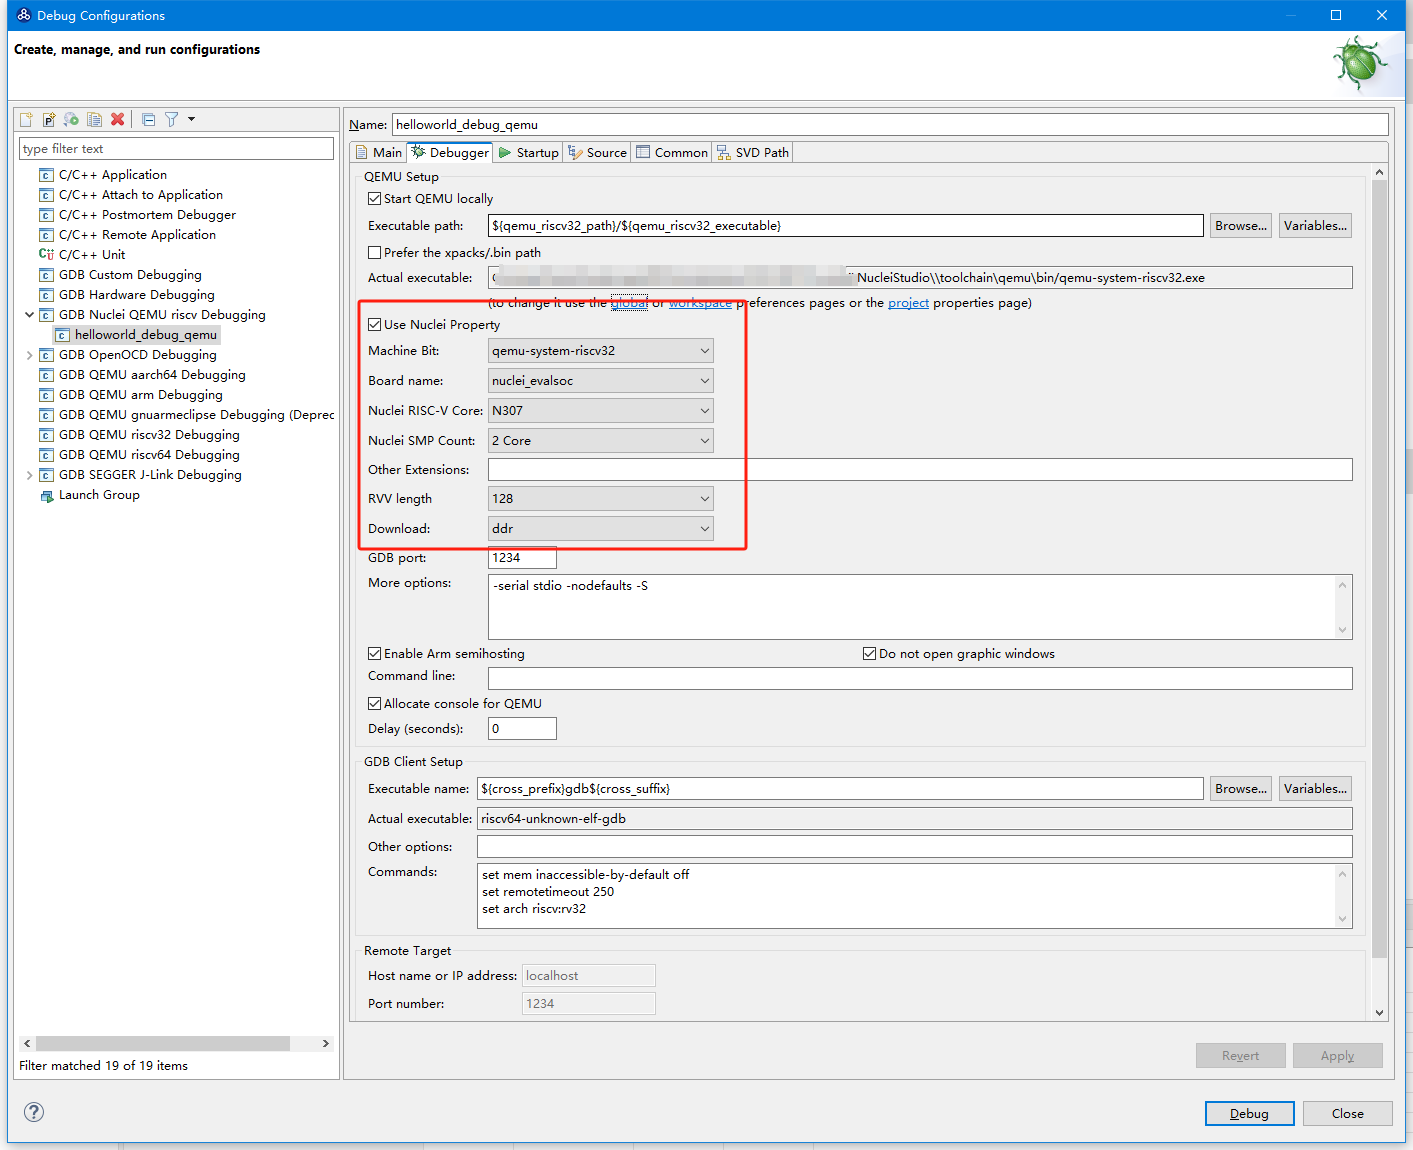 Debug Configurations
Create, manage, and run configurations
type filter text
C/C++ Application
C/C++ Attach to Application
C/C++ Postmortem Debugger
C/C++ Remote Application
C/C++ Unit
GDB Custom Debugging
GDB Hardware Debugging
GDB Nuclei QEMU riscv Debugging
helloworld_debug_qemu
GDB OpenOCD Debugging
GDB QEMU aarch64 Debugging
GDB QEMU arm Debugging
GDB QEMU gnuarmeclipse Debugging (Deprec
GDB QEMU riscv32 Debugging
GDB QEMU riscv64 Debugging
GDB SEGGER J-Link Debugging
Launch Group
Filter matched 19 of 19 items
Name: helloworld_debug_qemu
Main Debugger Startup Source Common SVD Path
QEMU Setup
Start QEMU locally
Executable path: ${qemu_riscv32_path}/${qemu_riscv32_executable} Browse... Variables...
Prefer the xpacks/.bin path
Actual executable: NucleiStudio\\toolchain\qemu\bin/qemu-system-riscv32.exe
(to change it use the global or workspace preferences pages or the project properties page)
Use Nuclei Property
Machine Bit: qemu-system-riscv32
Board name: nuclei_evalsoc
Nuclei RISC-V Core: N307
Nuclei SMP Count: 2 Core
Other Extensions:
RVV length 128
Download: ddr
GDB port: 1234
More options: -serial stdio -nodefaults -S
Enable Arm semihosting Do not open graphic windows
Command line:
Allocate console for QEMU
Delay (seconds): 0
GDB Client Setup
Executable name: ${cross_prefix}gdb${cross_suffix} Browse... Variables...
Actual executable: riscv64-unknown-elf-gdb
Other options:
Commands: set mem inaccessible-by-default off
set remotetimeout 250
set arch riscv:rv32
Remote Target
Host name or IP address: localhost
Port number: 1234
Revert Apply
Debug Close